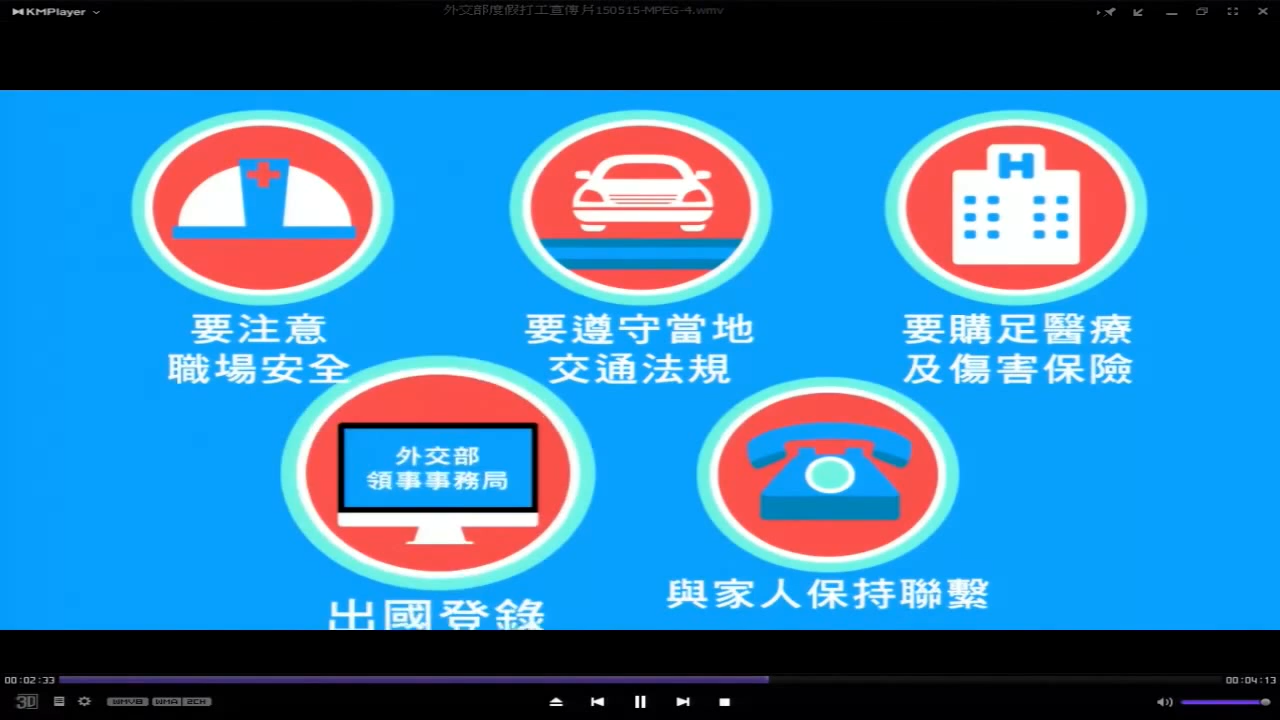 KMPlayer
外交部度假打工宣傳片150515-MPEG-4.wmv
要注意
職場安全
要遵守當地
交通法規
H
要購足醫療
及傷害保險
外交部
領事事務局
出國登錄
與家人保持聯繫
00:02:33
00:04:13
3D
WMV3
WMA
2CH